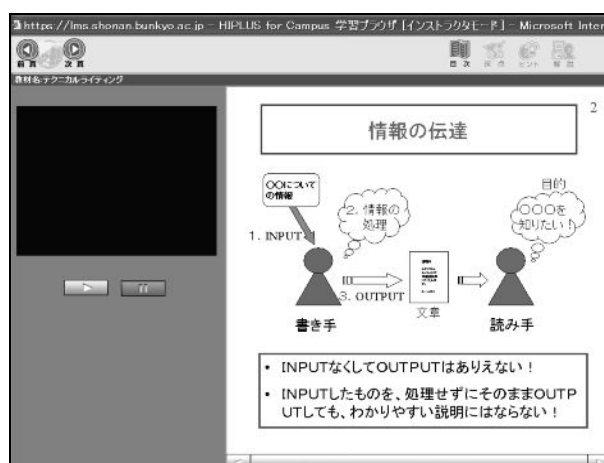 https://lms.shonan.bunkyo.ac.jp - HIPLUS for Campus 学習ブラウザ [インストラクタモード] - Microsoft Inter
前頁 次頁 目次 採点 ヒント 解説
教材名:テクニカルライティング
2
情報の伝達
〇〇について
の情報
2. 情報の
処理
目的
〇〇〇を
知りたい!
1. INPUT
3. OUTPUT
文章
書き手
読み手
• INPUTなくしてOUTPUTはありえない!
• INPUTしたものを、処理せずにそのままOUTP
UTしても、わかりやすい説明にはならない!